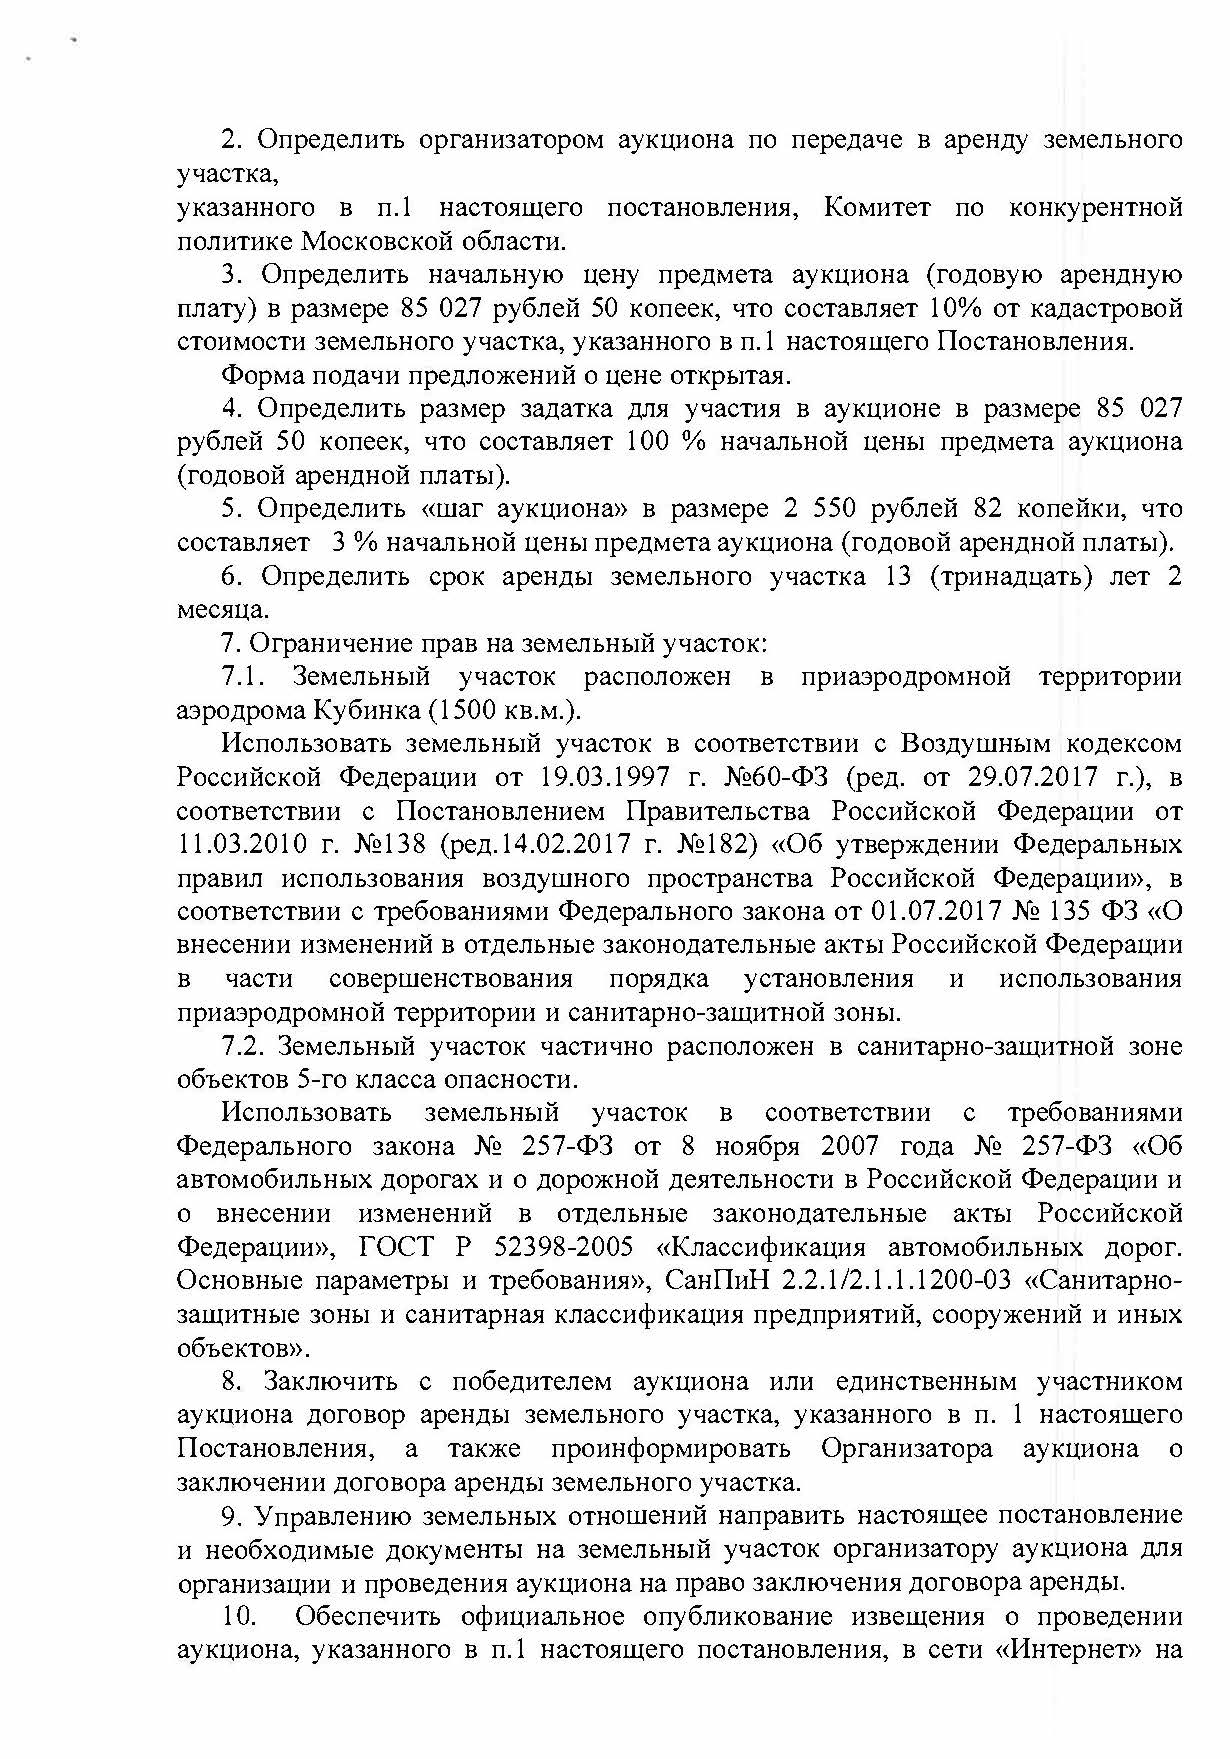 2. Определить организатором аукциона по передаче в аренду земельного
участка,
указанного в п.1 настоящего постановления, Комитет по конкурентной
политике Московской области.
3. Определить начальную цену предмета аукциона (годовую арендную
плату) в размере 85 027 рублей 50 копеек, что составляет 10% от кадастровой
стоимости земельного участка, указанного в п.1 настоящего Постановления.
Форма подачи предложений о цене открытая.
4. Определить размер задатка для участия в аукционе в размере 85 027
рублей 50 копеек, что составляет 100 % начальной цены предмета аукциона
(годовой арендной платы).
5. Определить «шаг аукциона» в размере 2 550 рублей 82 копейки, что
составляет 3 % начальной цены предмета аукциона (годовой арендной платы).
6. Определить срок аренды земельного участка 13 (тринадцать) лет 2
месяца.
7. Ограничение прав на земельный участок:
7.1. Земельный участок расположен в приаэродромной территории
аэродрома Кубинка (1500 кв.м.).
Использовать земельный участок в соответствии с Воздушным кодексом
Российской Федерации от 19.03.1997 г. №60-ФЗ (ред. от 29.07.2017 г.), в
соответствии с Постановлением Правительства Российской Федерации от
11.03.2010 г. №138 (ред.14.02.2017 г. №182) «Об утверждении Федеральных
правил использования воздушного пространства Российской Федерации», в
соответствии с требованиями Федерального закона от 01.07.2017 № 135 ФЗ «О
внесении изменений в отдельные законодательные акты Российской Федерации
в части совершенствования порядка установления и использования
приаэродромной территории и санитарно-защитной зоны.
7.2. Земельный участок частично расположен в санитарно-защитной зоне
объектов 5-го класса опасности.
Использовать земельный участок в соответствии с требованиями
Федерального закона № 257-ФЗ от 8 ноября 2007 года № 257-ФЗ «Об
автомобильных дорогах и о дорожной деятельности в Российской Федерации и
о внесении изменений в отдельные законодательные акты Российской
Федерации», ГОСТ Р 52398-2005 «Классификация автомобильных дорог.
Основные параметры и требования», СанПиН 2.2.1/2.1.1.1200-03 «Санитарно-
защитные зоны и санитарная классификация предприятий, сооружений и иных
объектов».
8. Заключить с победителем аукциона или единственным участником
аукциона договор аренды земельного участка, указанного в п. 1 настоящего
Постановления, а также проинформировать Организатора аукциона о
заключении договора аренды земельного участка.
9. Управлению земельных отношений направить настоящее постановление
и необходимые документы на земельный участок организатору аукциона для
организации и проведения аукциона на право заключения договора аренды.
10. Обеспечить официальное опубликование извещения о проведении
аукциона, указанного в п.1 настоящего постановления, в сети «Интернет» на